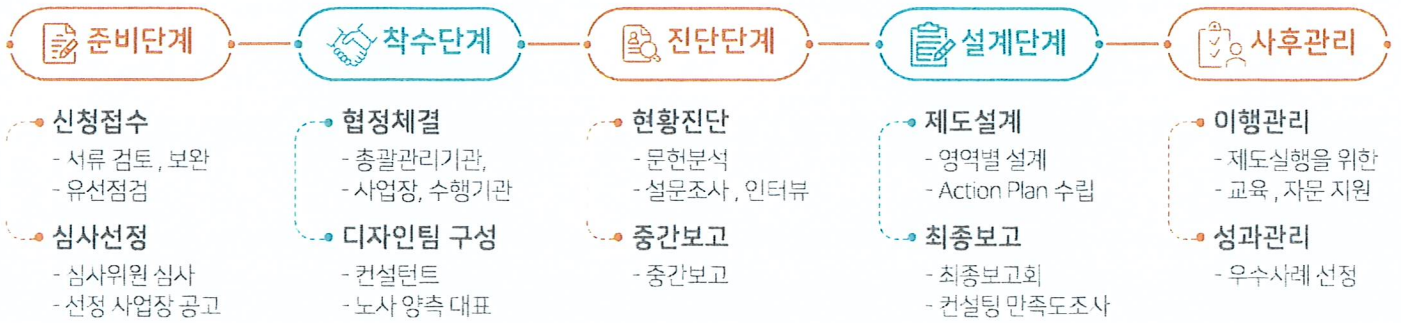 준비단계
착수단계
진단단계
설계단계
사후관리
신청접수
- 서류 검토, 보완
- 유선점검
심사선정
- 심사위원 심사
- 선정 사업장 공고
협정체결
- 총괄관리기관,
- 사업장, 수행기관
디자인팀 구성
- 컨설턴트
- 노사 양측 대표
현황진단
- 문헌분석
- 설문조사, 인터뷰
중간보고
- 중간보고
제도설계
- 영역별 설계
- Action Plan 수립
최종보고
- 최종보고회
- 컨설팅 만족도조사
이행관리
- 제도실행을 위한
- 교육, 자문 지원
성과관리
- 우수사례 선정